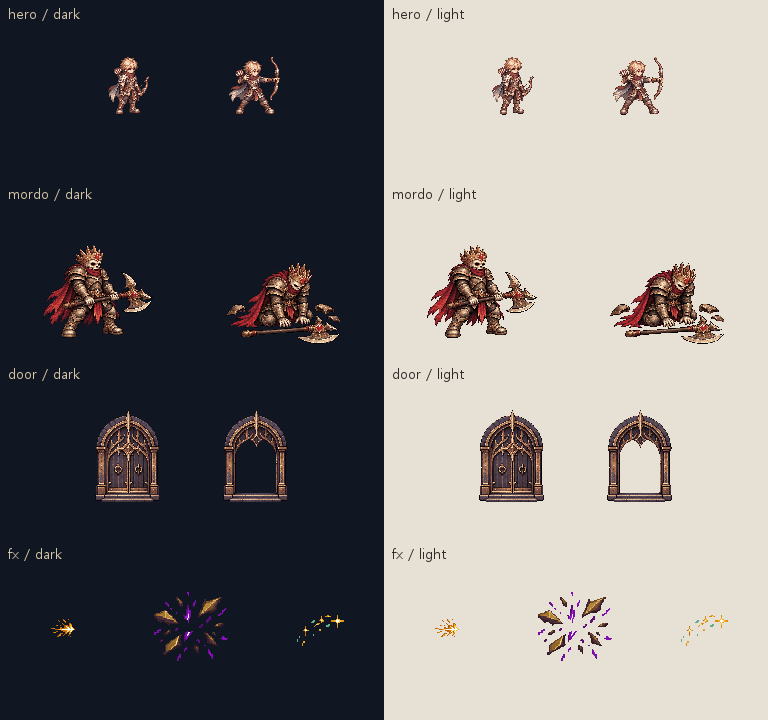 hero / dark
hero / light
mordo / dark
mordo / light
door / dark
door / light
fx / dark
fx / light